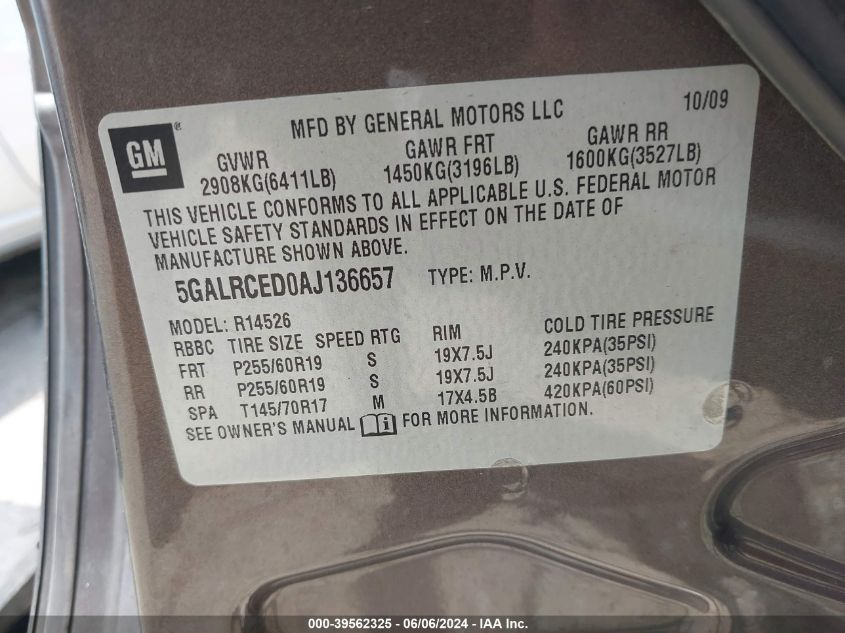 MFD BY GENERAL MOTORS LLC 10/09
GM ®
GVWR GAWR FRT GAWR RR
2908KG(6411LB) 1450KG(3196LB) 1600KG(3527LB)
THIS VEHICLE CONFORMS TO ALL APPLICABLE U.S. FEDERAL MOTOR
VEHICLE SAFETY STANDARDS IN EFFECT ON THE DATE OF
MANUFACTURE SHOWN ABOVE.
5GALRCED0AJ136657 TYPE: M.P.V.
MODEL: R14526
RBBC TIRE SIZE SPEED RTG RIM COLD TIRE PRESSURE
FRT P255/60R19 S 19X7.5J 240KPA(35PSI)
RR P255/60R19 S 19X7.5J 240KPA(35PSI)
SPA T145/70R17 M 17X4.5B 420KPA(60PSI)
SEE OWNER'S MANUAL FOR MORE INFORMATION.
000-39562325 - 06/06/2024 - IAA Inc.